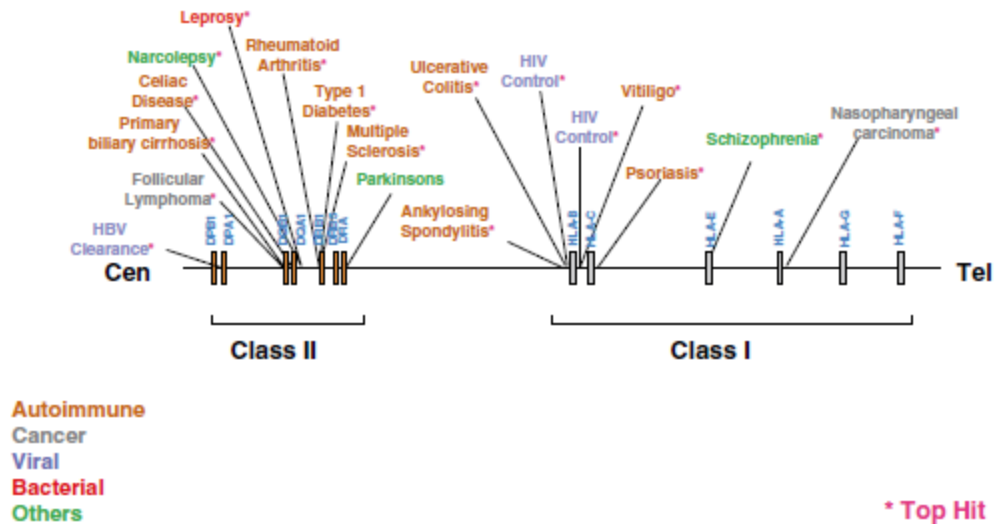 Leprosy*
Narcolepsy*
Rheumatoid
Arthritis*
Celiac
Disease*
Type 1
Diabetes*
Primary
biliary cirrhosis*
Multiple
Sclerosis*
Follicular
Lymphoma*
Parkinsons
HBV
Clearance*
Ulcerative
Colitis*
HIV
Control*
HIV
Control*
Vitiligo*
Psoriasis*
Ankylosing
Spondylitis*
Schizophrenia*
Nasopharyngeal
carcinoma*
DPB1
DPA1
DQA1
DRA
HLA-B
HLA-C
HLA-E
HLA-A
HLA-G
HLA-F
Cen
Tel
Class II
Class I
Autoimmune
Cancer
Viral
Bacterial
Others
* Top Hit